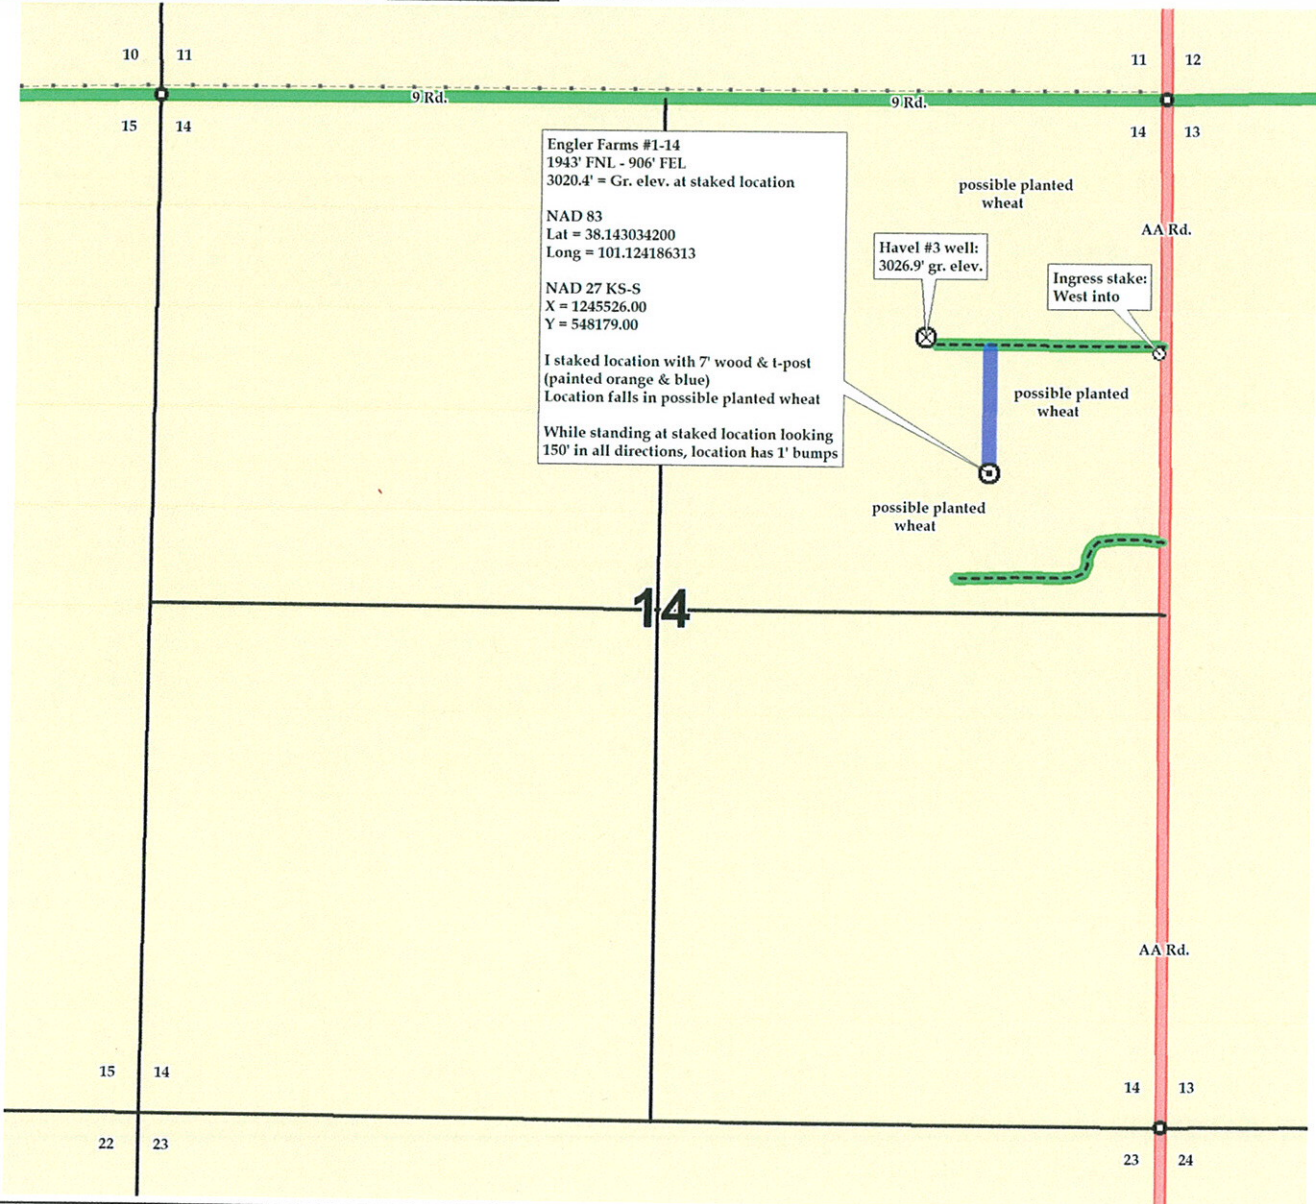 10 11
11 12
9 Rd.
9 Rd.
15 14
14 13
Engler Farms #1-14
1943' FNL - 906' FEL
3020.4' = Gr. elev. at staked location
NAD 83
Lat = 38.143034200
Long = 101.124186313
NAD 27 KS-S
X = 1245526.00
Y = 548179.00
I staked location with 7' wood & t-post
(painted orange & blue)
Location falls in possible planted wheat
While standing at staked location looking
150' in all directions, location has 1' bumps
possible planted
wheat
AA Rd.
Havel #3 well:
3026.9' gr. elev.
Ingress stake:
West into
possible planted
wheat
possible planted
wheat
14
AA Rd.
15 14
14 13
22 23
23 24